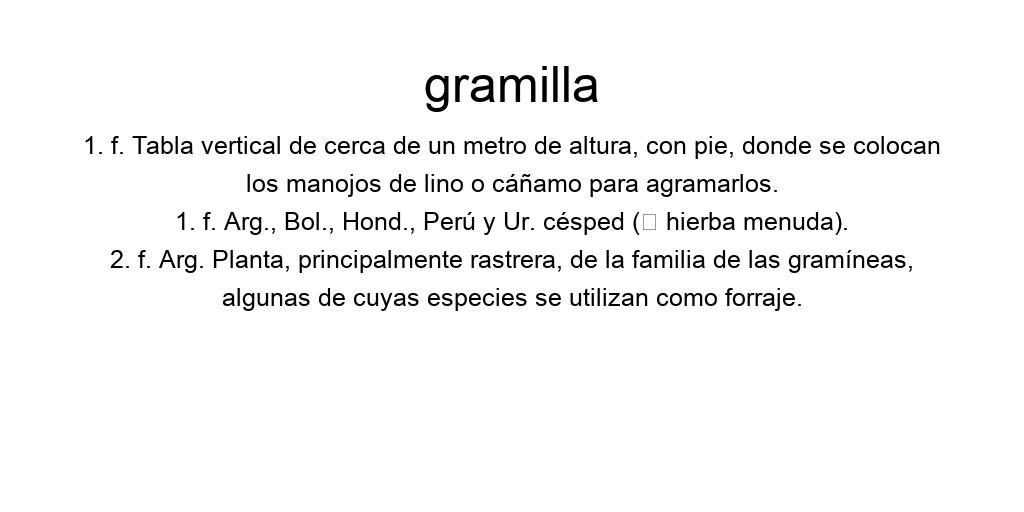 gramilla
1. f. Tabla vertical de cerca de un metro de altura, con pie, donde se colocan
los manojos de lino o cáñamo para agramarlos.
1. f. Arg., Bol., Hond., Perú y Ur. césped (□ hierba menuda).
2. f. Arg. Planta, principalmente rastrera, de la familia de las gramíneas,
algunas de cuyas especies se utilizan como forraje.